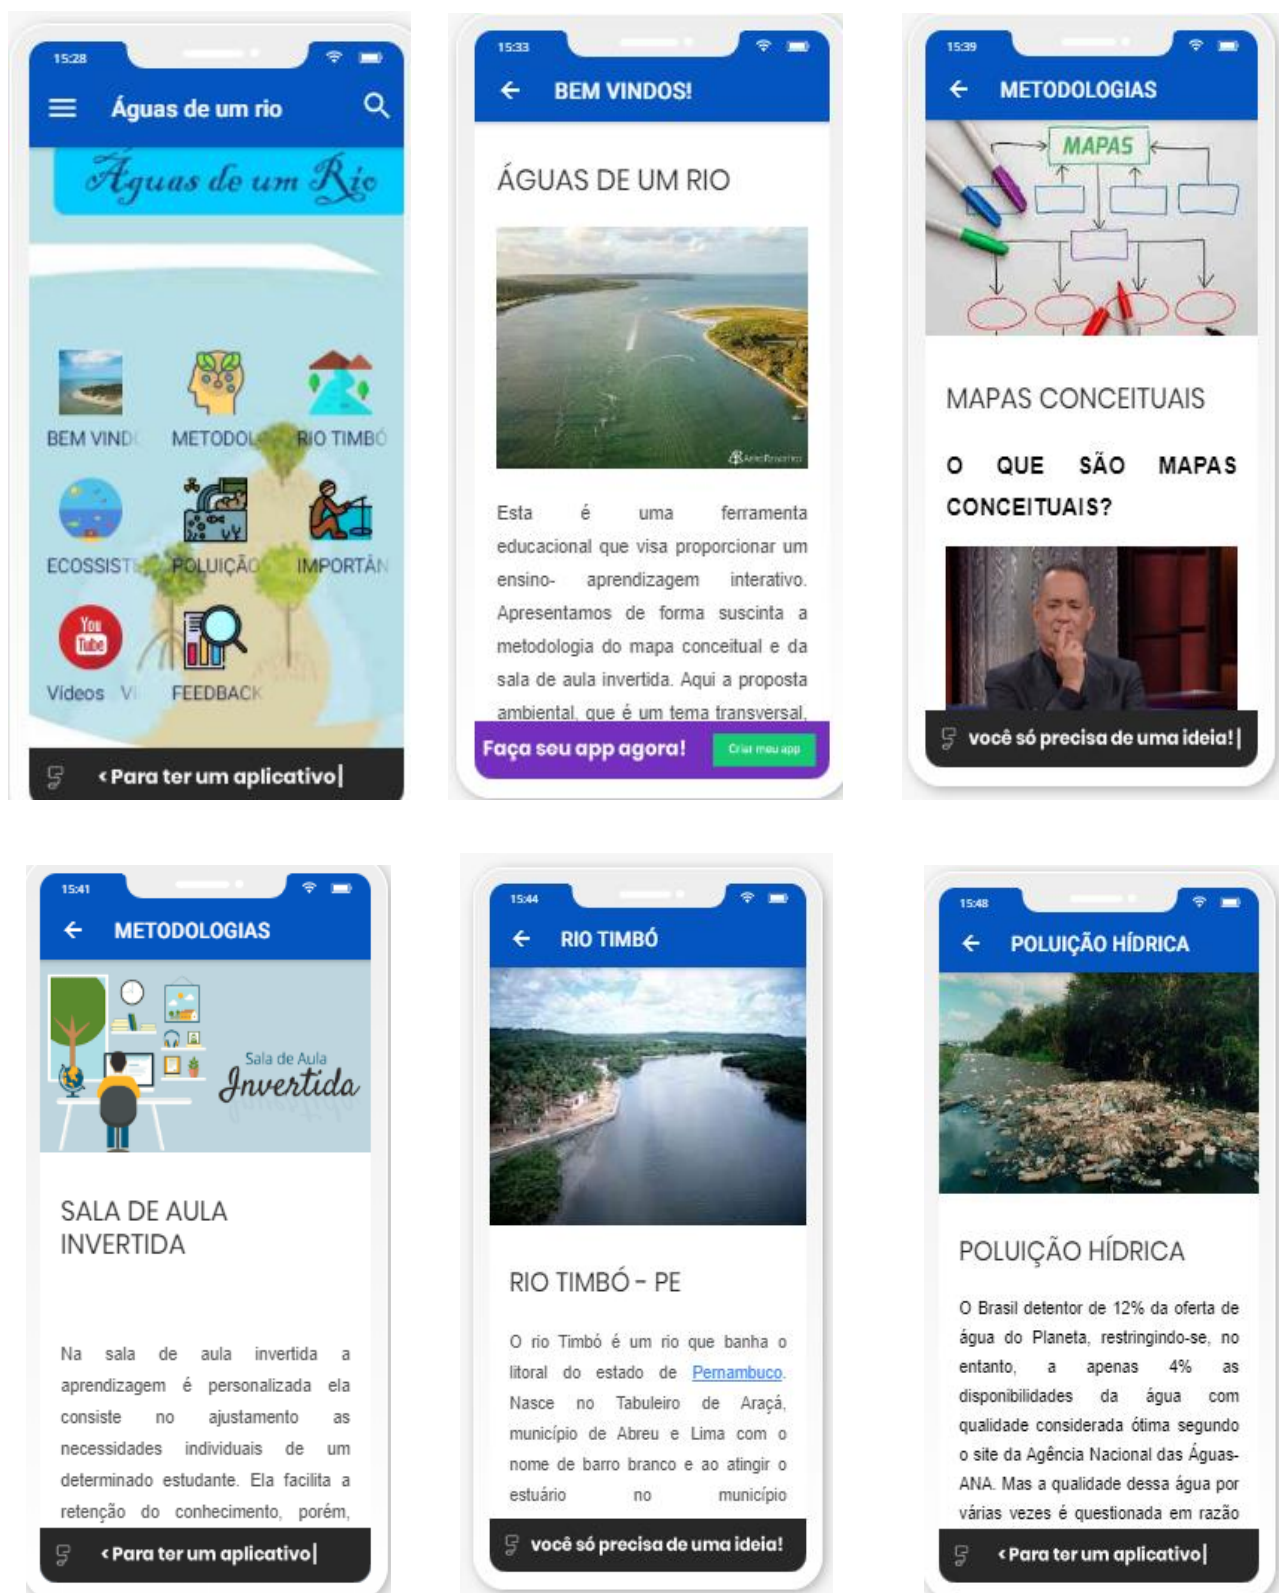 15:28
Águas de um rio
Águas de um Rio
BEM VIND
METODOL
RIO TIMBÓ
ECOSSIST
POLUIÇÃO
IMPORTÂN
You
Tube
Vídeos Vi
FEEDBACK
< Para ter um aplicativo|
15:33
BEM VINDOS!
ÁGUAS DE UM RIO
Esta é uma ferramenta
educacional que visa proporcionar um
ensino- aprendizagem interativo.
Apresentamos de forma suscinta a
metodologia do mapa conceitual e da
sala de aula invertida. Aqui a proposta
ambiental, que é um tema transversal,
Faça seu app agora!
Criar meu app
15:39
METODOLOGIAS
MAPAS
MAPAS CONCEITUAIS
O QUE SÃO MAPAS
CONCEITUAIS?
você só precisa de uma ideia!|
15:41
METODOLOGIAS
Sala de Aula
Invertida
SALA DE AULA
INVERTIDA
Na sala de aula invertida a
aprendizagem é personalizada ela
consiste no ajustamento as
necessidades individuais de um
determinado estudante. Ela facilita a
retenção do conhecimento, porém,
< Para ter um aplicativo|
15:44
RIO TIMBÓ
RIO TIMBÓ - PE
O rio Timbó é um rio que banha o
litoral do estado de Pernambuco.
Nasce no Tabuleiro de Araçá,
município de Abreu e Lima com o
nome de barro branco e ao atingir o
estuário no município
você só precisa de uma ideia!
15:48
POLUIÇÃO HÍDRICA
POLUIÇÃO HÍDRICA
O Brasil detentor de 12% da oferta de
água do Planeta, restringindo-se, no
entanto, a apenas 4% as
disponibilidades da água com
qualidade considerada ótima segundo
o site da Agência Nacional das Águas-
ANA. Mas a qualidade dessa água por
várias vezes é questionada em razão
< Para ter um aplicativo|